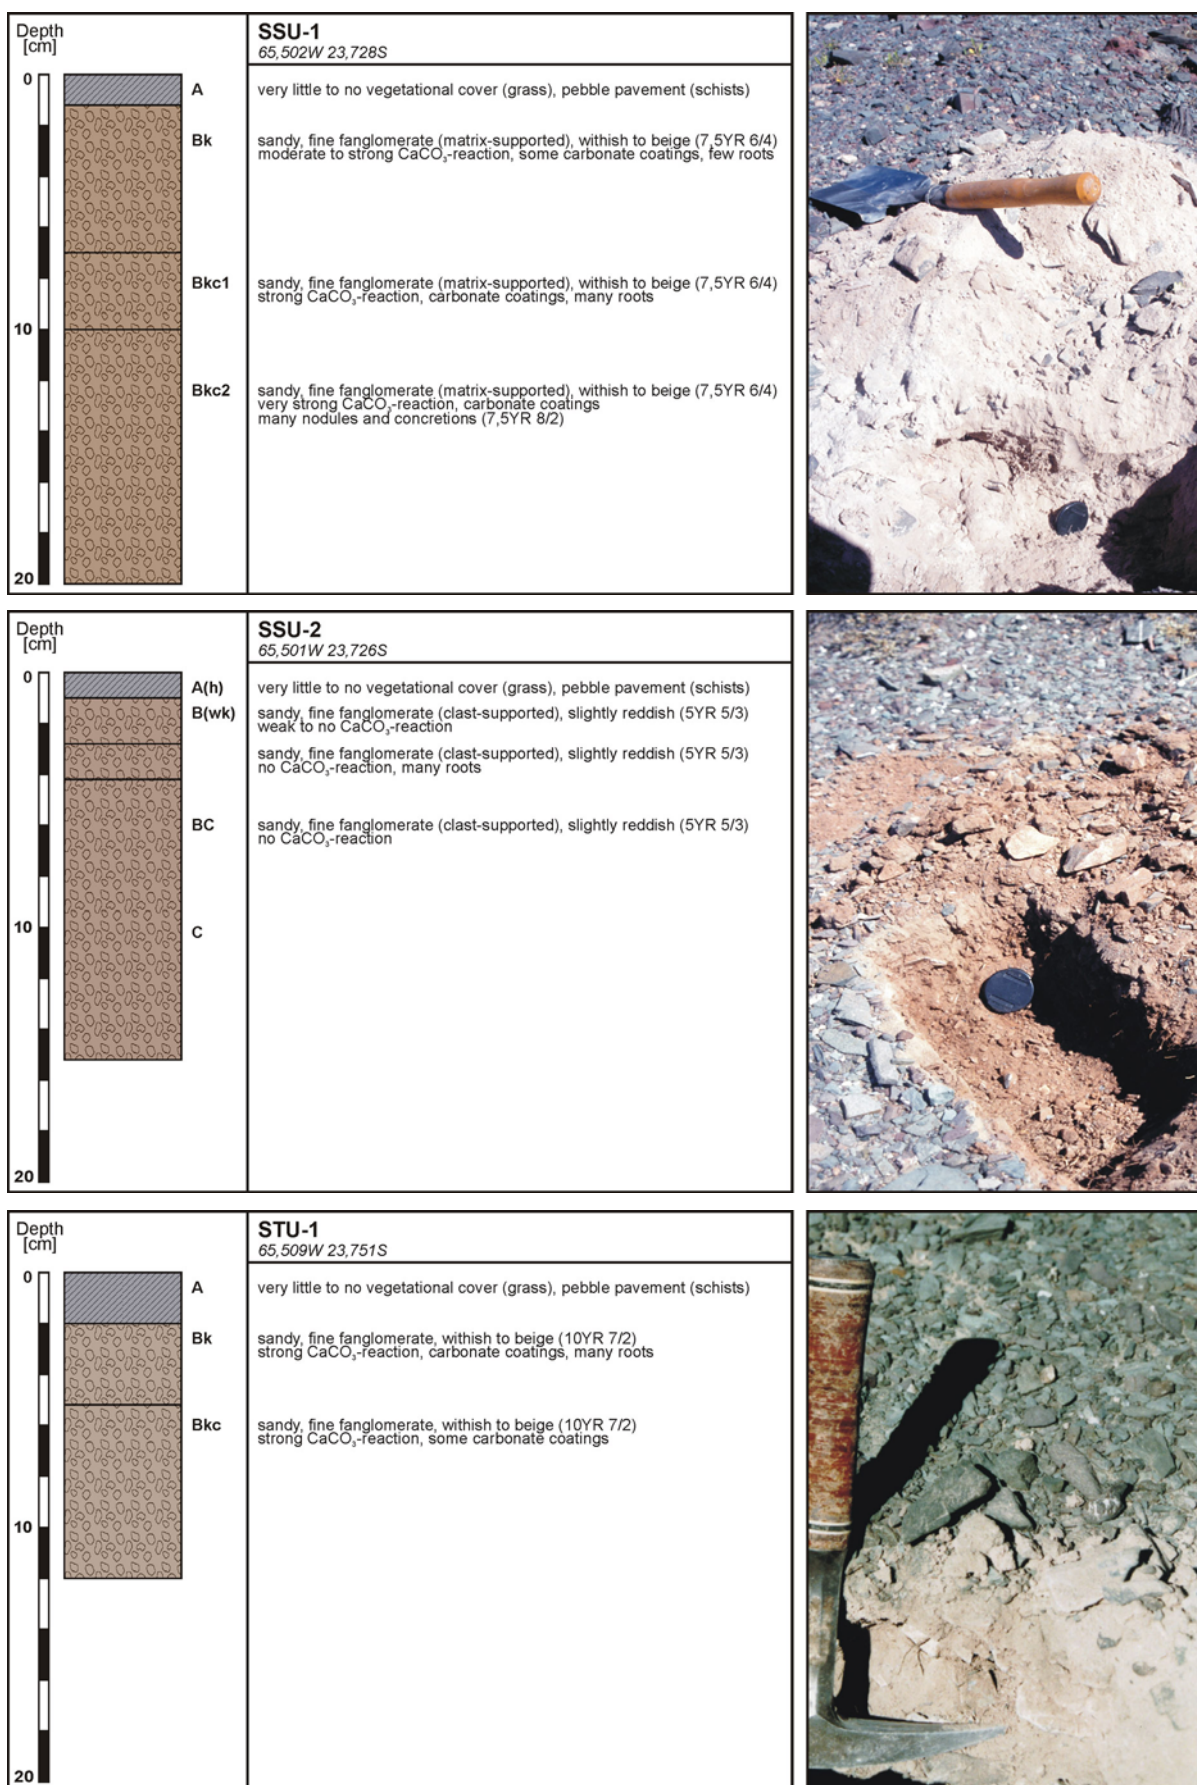 Depth
[cm]
SSU-1
65,502W 23,728S
0
A
very little to no vegetational cover (grass), pebble pavement (schists)
Bk
sandy, fine fanglomerate (matrix-supported), withish to beige (7,5YR 6/4)
moderate to strong CaCO₃-reaction, some carbonate coatings, few roots
Bkc1
sandy, fine fanglomerate (matrix-supported), withish to beige (7,5YR 6/4)
strong CaCO₃-reaction, carbonate coatings, many roots
10
Bkc2
sandy, fine fanglomerate (matrix-supported), withish to beige (7,5YR 6/4)
very strong CaCO₃-reaction, carbonate coatings
many nodules and concretions (7,5YR 8/2)
20
Depth
[cm]
SSU-2
65,501W 23,726S
0
A(h)
very little to no vegetational cover (grass), pebble pavement (schists)
B(wk)
sandy, fine fanglomerate (clast-supported), slightly reddish (5YR 5/3)
weak to no CaCO₃-reaction
sandy, fine fanglomerate (clast-supported), slightly reddish (5YR 5/3)
no CaCO₃-reaction, many roots
BC
sandy, fine fanglomerate (clast-supported), slightly reddish (5YR 5/3)
no CaCO₃-reaction
10
C
20
Depth
[cm]
STU-1
65,509W 23,751S
0
A
very little to no vegetational cover (grass), pebble pavement (schists)
Bk
sandy, fine fanglomerate, withish to beige (10YR 7/2)
strong CaCO₃-reaction, carbonate coatings, many roots
Bkc
sandy, fine fanglomerate, withish to beige (10YR 7/2)
strong CaCO₃-reaction, some carbonate coatings
10
20